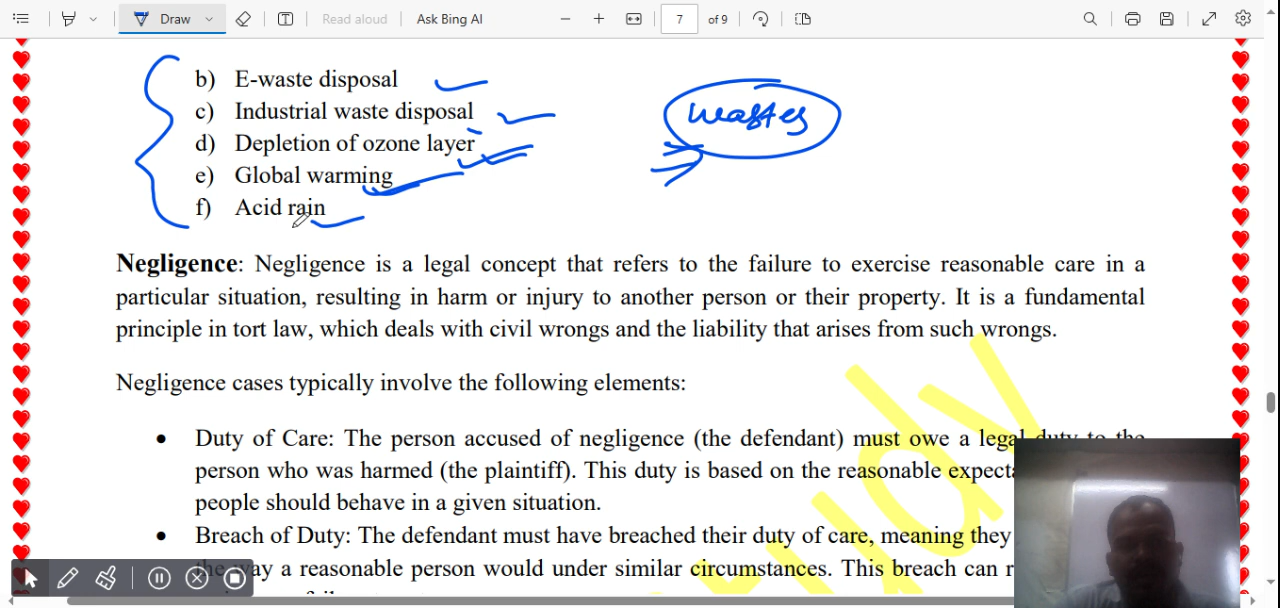 Draw
Read aloud
Ask Bing AI
7
of 9
b) E-waste disposal
c) Industrial waste disposal
wastes
d) Depletion of ozone layer
e) Global warming
f) Acid rain
Negligence: Negligence is a legal concept that refers to the failure to exercise reasonable care in a
particular situation, resulting in harm or injury to another person or their property. It is a fundamental
principle in tort law, which deals with civil wrongs and the liability that arises from such wrongs.
Negligence cases typically involve the following elements:
• Duty of Care: The person accused of negligence (the defendant) must owe a legal duty to the
person who was harmed (the plaintiff). This duty is based on the reasonable expecta
people should behave in a given situation.
• Breach of Duty: The defendant must have breached their duty of care, meaning they
way a reasonable person would under similar circumstances. This breach can r